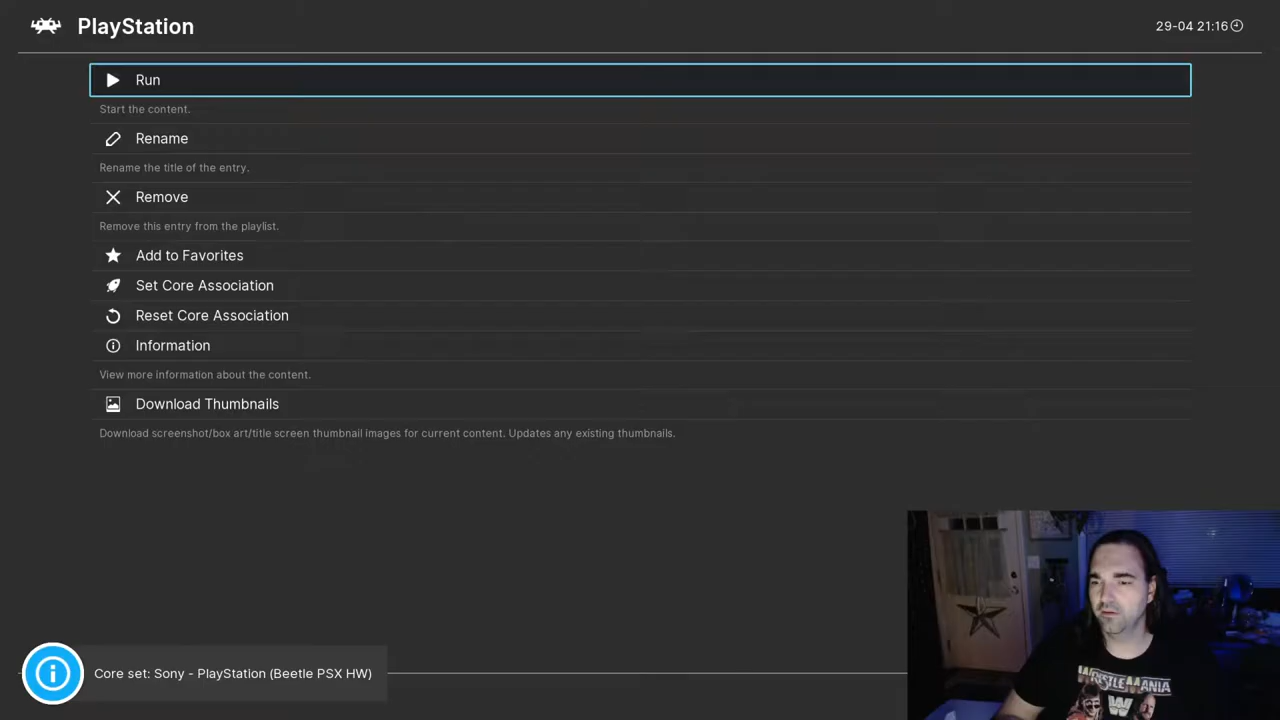 PlayStation
29-04 21:16
Run
Start the content.
Rename
Rename the title of the entry.
Remove
Remove this entry from the playlist.
Add to Favorites
Set Core Association
Reset Core Association
Information
View more information about the content.
Download Thumbnails
Download screenshot/box art/title screen thumbnail images for current content. Updates any existing thumbnails.
Core set: Sony - PlayStation (Beetle PSX HW)
WRESTLEMANIA
W